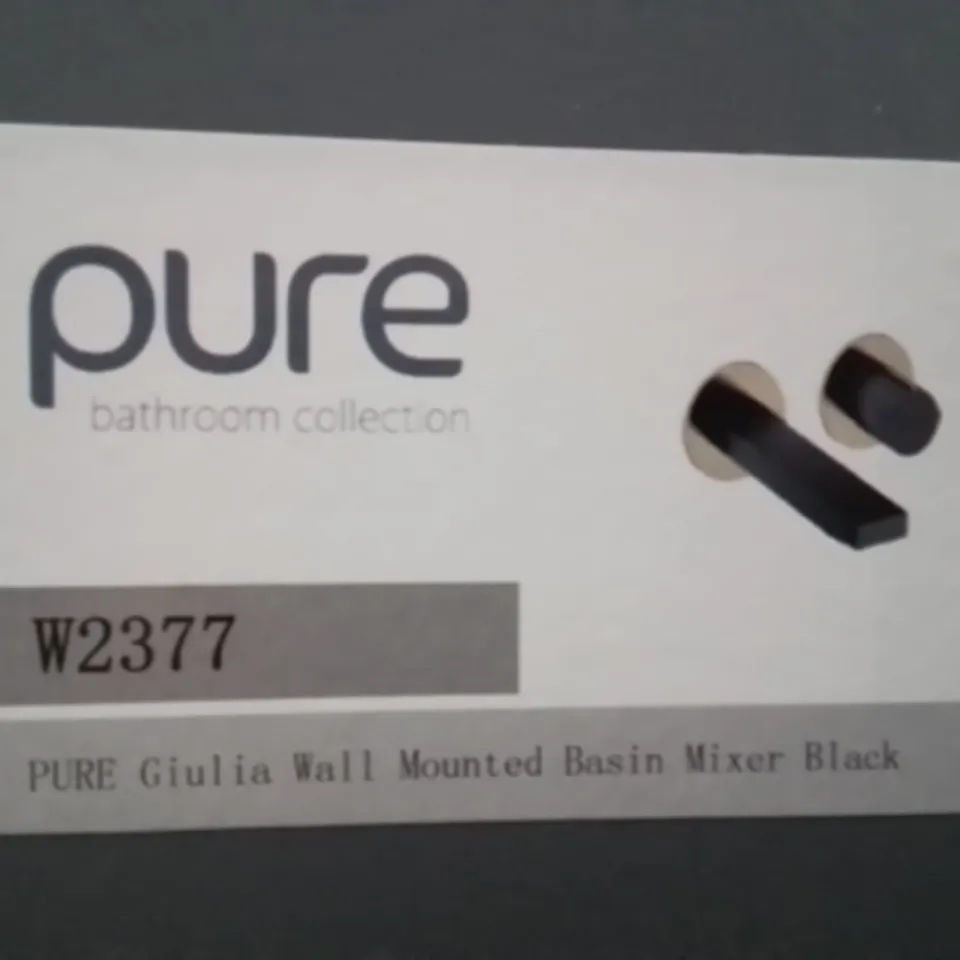 pure
bathroom collection
W2377
PURE Giulia Wall Mounted Basin Mixer Black